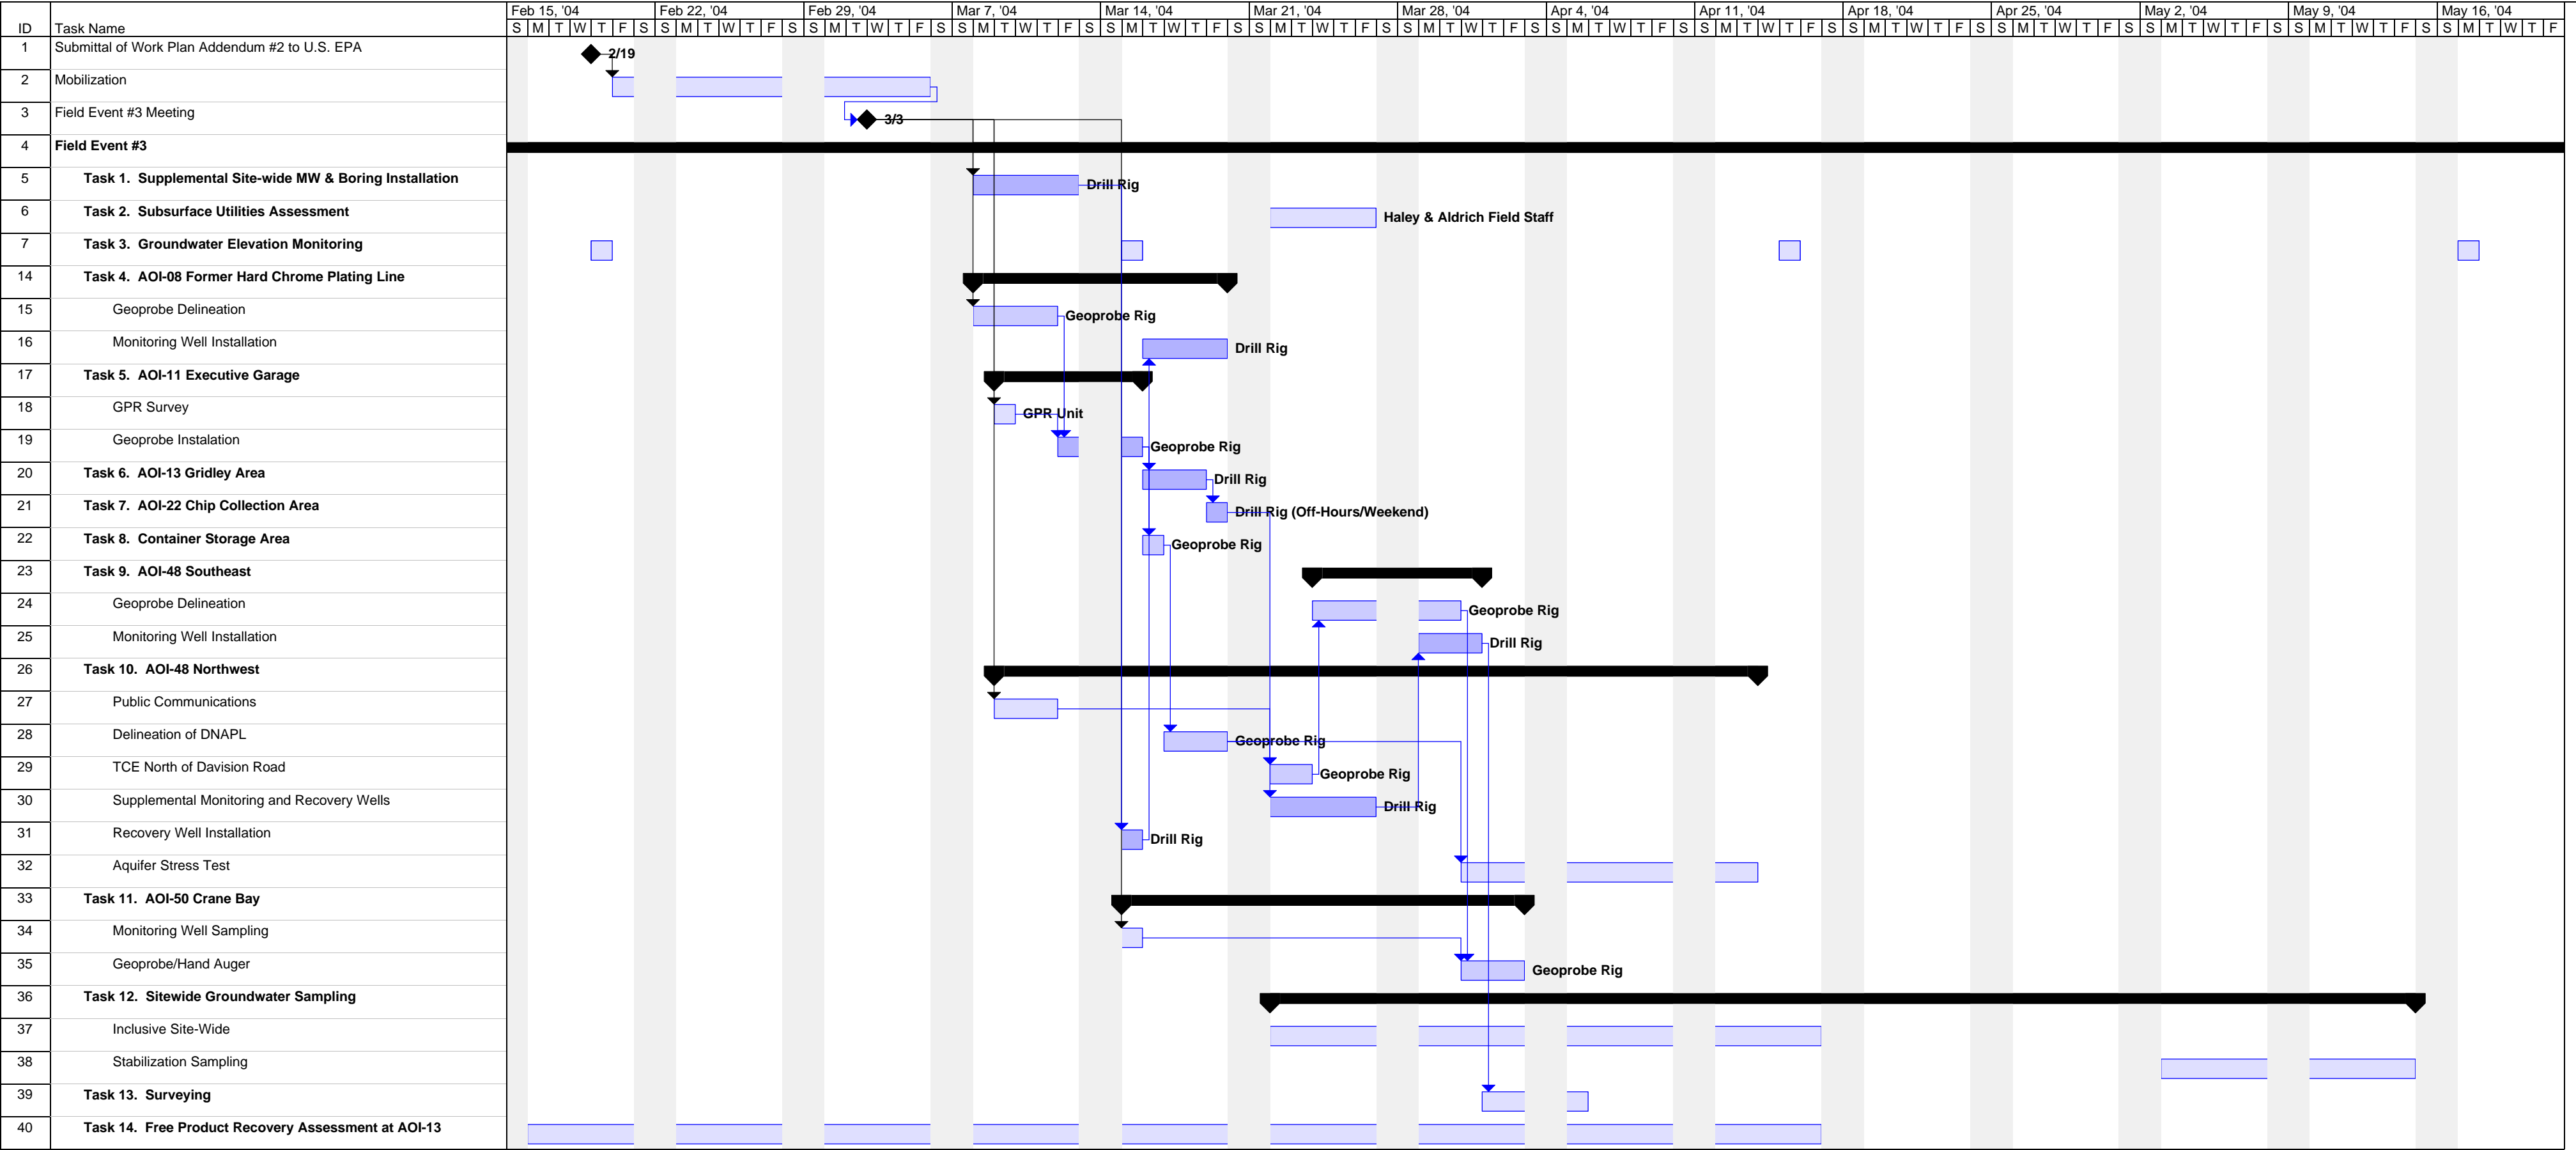 Feb 15, '04 Feb 22, '04 Feb 29, '04 Mar 7, '04 Mar 14, '04 Mar 21, '04 Mar 28, '04 Apr 4, '04 Apr 11, '04 Apr 18, '04 Apr 25, '04 May 2, '04 May 9, '04 May 16, '04
ID Task Name S M T W T F S S M T W T F S S M T W T F S S M T W T F S S M T W T F S S M T W T F S S M T W T F S S M T W T F S S M T W T F S S M T W T F S S M T W T F S S M T W T F S S M T W T F S S M T W T F
1 Submittal of Work Plan Addendum #2 to U.S. EPA 2/19
2 Mobilization
3 Field Event #3 Meeting 3/3
4 Field Event #3
5 Task 1. Supplemental Site-wide MW & Boring Installation Drill Rig
6 Task 2. Subsurface Utilities Assessment Haley & Aldrich Field Staff
7 Task 3. Groundwater Elevation Monitoring
14 Task 4. AOI-08 Former Hard Chrome Plating Line
15 Geoprobe Delineation Geoprobe Rig
16 Monitoring Well Installation Drill Rig
17 Task 5. AOI-11 Executive Garage
18 GPR Survey GPR Unit
19 Geoprobe Instalation Geoprobe Rig
20 Task 6. AOI-13 Gridley Area Drill Rig
21 Task 7. AOI-22 Chip Collection Area Drill Rig (Off-Hours/Weekend)
22 Task 8. Container Storage Area Geoprobe Rig
23 Task 9. AOI-48 Southeast
24 Geoprobe Delineation Geoprobe Rig
25 Monitoring Well Installation Drill Rig
26 Task 10. AOI-48 Northwest
27 Public Communications
28 Delineation of DNAPL Geoprobe Rig
29 TCE North of Davision Road Geoprobe Rig
30 Supplemental Monitoring and Recovery Wells Drill Rig
31 Recovery Well Installation Drill Rig
32 Aquifer Stress Test
33 Task 11. AOI-50 Crane Bay
34 Monitoring Well Sampling
35 Geoprobe/Hand Auger Geoprobe Rig
36 Task 12. Sitewide Groundwater Sampling
37 Inclusive Site-Wide
38 Stabilization Sampling
39 Task 13. Surveying
40 Task 14. Free Product Recovery Assessment at AOI-13